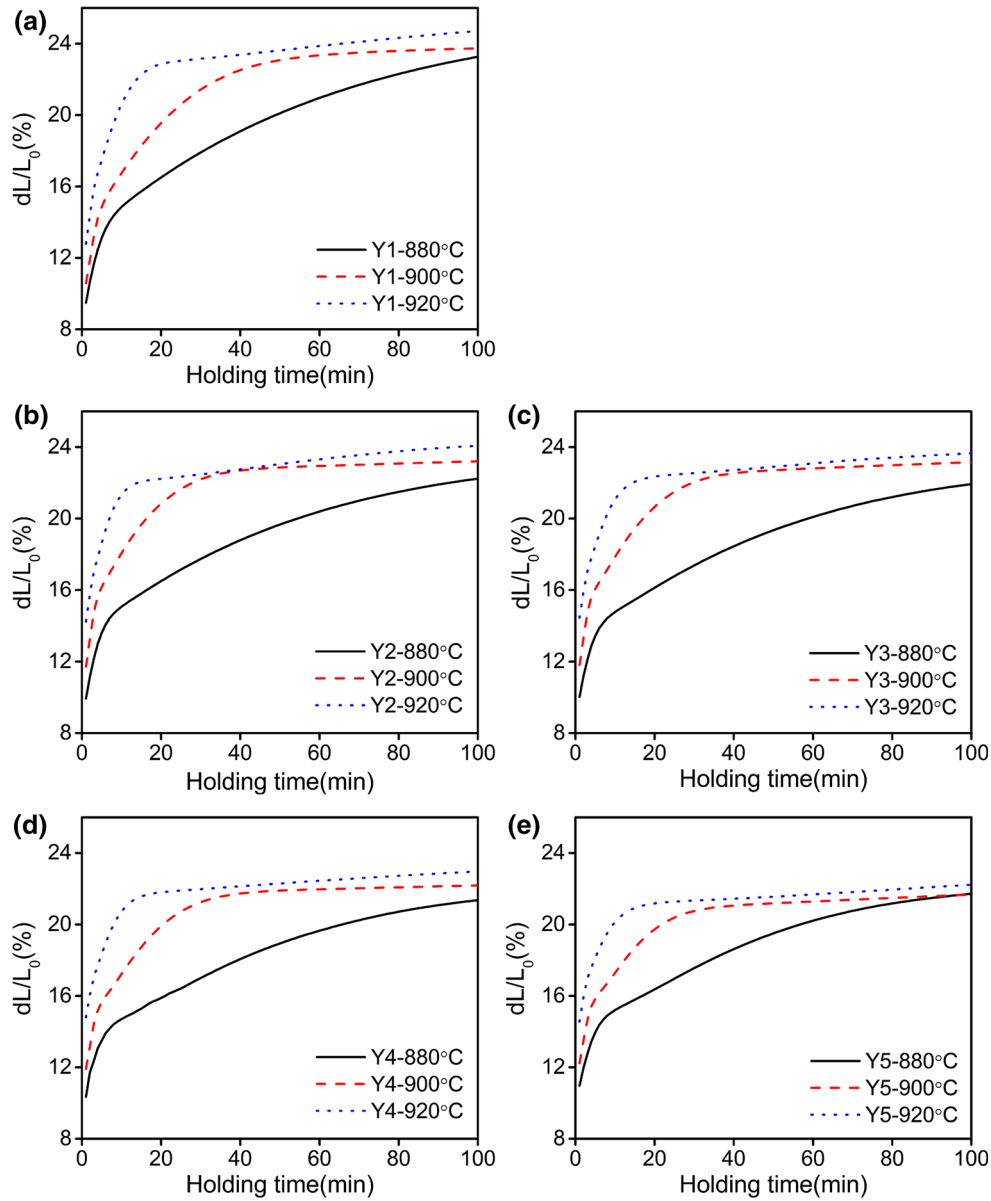 (a)
dL/L0(%)
24
20
16
12
8
Y1-880°C
Y1-900°C
Y1-920°C
0 20 40 60 80 100
Holding time(min)
(b)
dL/L0(%)
24
20
16
12
8
Y2-880°C
Y2-900°C
Y2-920°C
0 20 40 60 80 100
Holding time(min)
(c)
dL/L0(%)
24
20
16
12
8
Y3-880°C
Y3-900°C
Y3-920°C
0 20 40 60 80 100
Holding time(min)
(d)
dL/L0(%)
24
20
16
12
8
Y4-880°C
Y4-900°C
Y4-920°C
0 20 40 60 80 100
Holding time(min)
(e)
dL/L0(%)
24
20
16
12
8
Y5-880°C
Y5-900°C
Y5-920°C
0 20 40 60 80 100
Holding time(min)